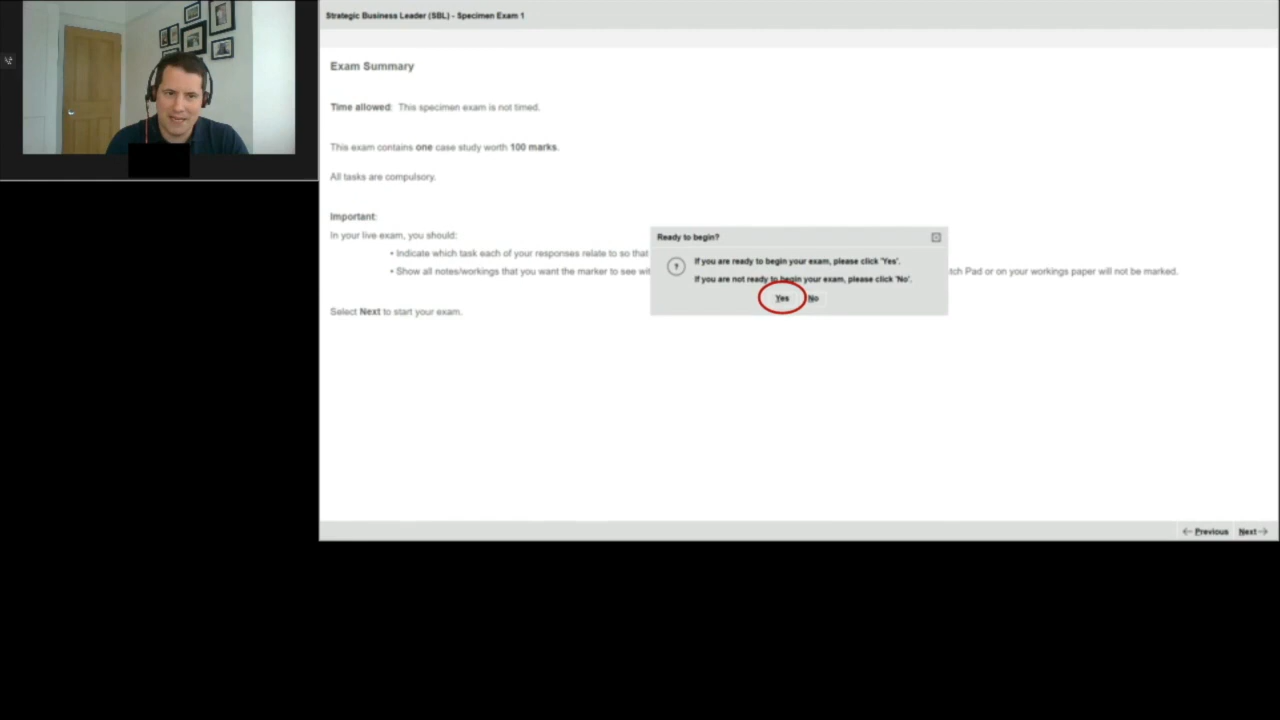 Strategic Business Leader (SBL) - Specimen Exam 1
Exam Summary
Time allowed: This specimen exam is not timed.
This exam contains one case study worth 100 marks.
All tasks are compulsory.
Important:
In your live exam, you should:
• Indicate which task each of your responses relate to so that
• Show all notes/workings that you want the marker to see wit
tch Pad or on your workings paper will not be marked.
Select Next to start your exam.
Ready to begin?
?
If you are ready to begin your exam, please click 'Yes'.
If you are not ready to begin your exam, please click 'No'.
Yes No
Previous Next